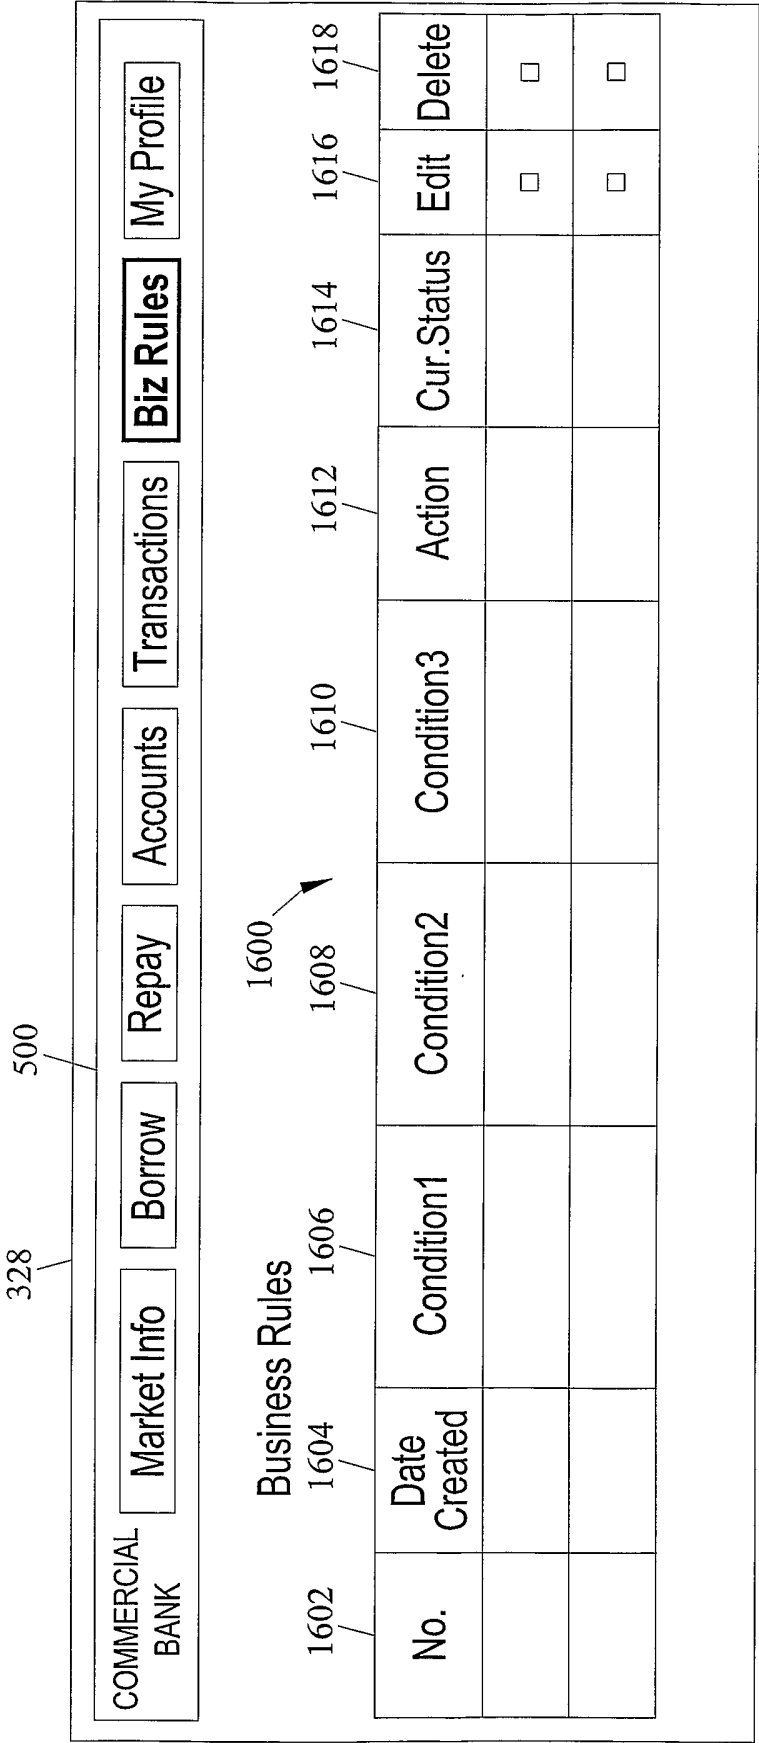 328
500
COMMERCIAL
BANK
Market Info
Borrow
Repay
Accounts
Transactions
Biz Rules
My Profile
Business Rules
1600
1602
1604
1606
1608
1610
1612
1614
1616
1618
No.
Date
Created
Condition1
Condition2
Condition3
Action
Cur.Status
Edit
Delete